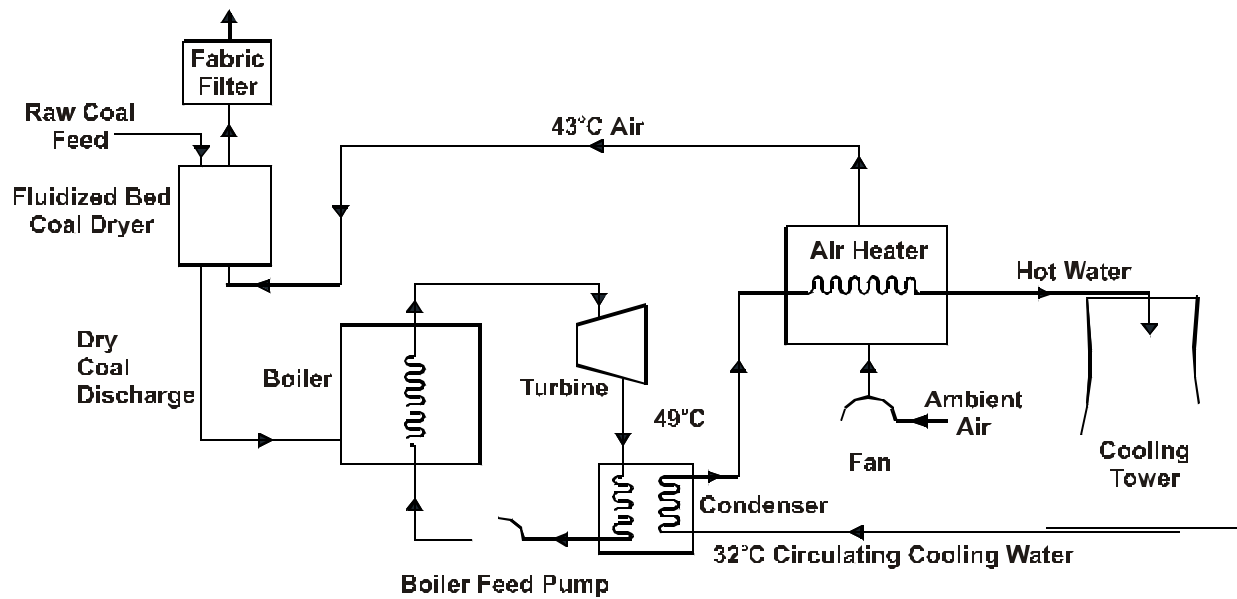 Fabric
Filter
Raw Coal
Feed
43°C Air
Fluidized Bed
Coal Dryer
Air Heater
Hot Water
Dry
Coal
Discharge
Boiler
Turbine
49°C
Ambient
Air
Fan
Cooling
Tower
Condenser
32°C Circulating Cooling Water
Boiler Feed Pump